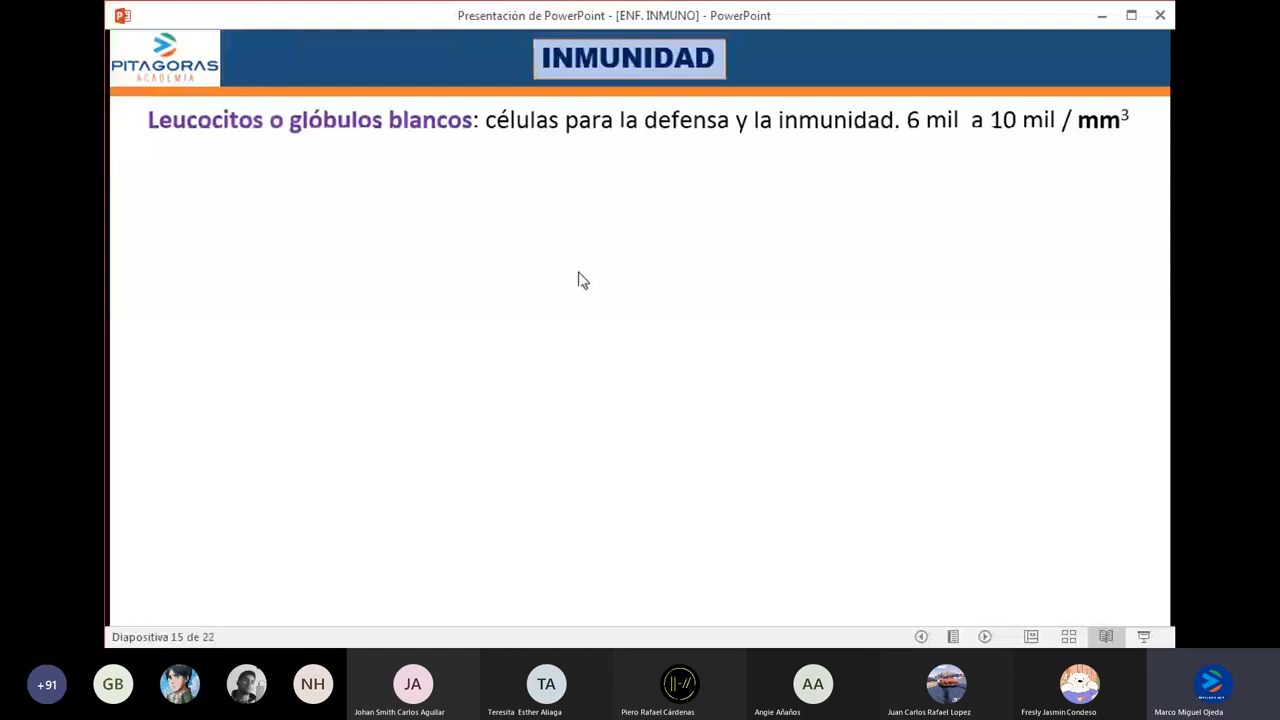 Presentación de PowerPoint - [ENF. INMUNO] - PowerPoint
PITAGORAS
ACADEMIA
INMUNIDAD
Leucocitos o glóbulos blancos: células para la defensa y la inmunidad. 6 mil a 10 mil / mm³
Diapositiva 15 de 22
+91
GB
NH
JA
TA
AA
Johan Smith Carlos Aguilar
Teresita Esther Aliaga
Piero Rafael Cárdenas
Angie Añaños
Juan Carlos Rafael Lopez
Fresly Jasmin Condeso
Marco Miguel Ojeda